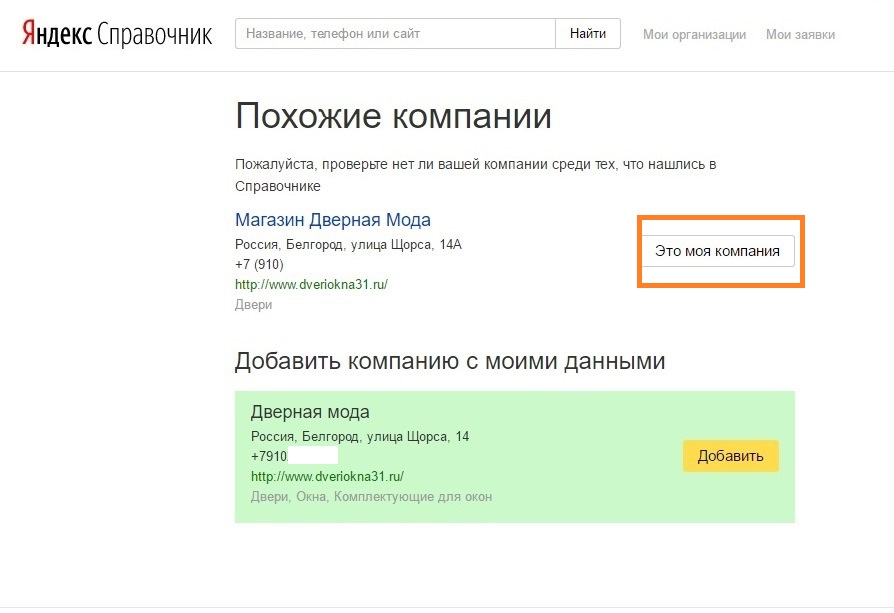 Яндекс Справочник
Название, телефон или сайт
Найти
Мои организации
Мои заявки
Похожие компании
Пожалуйста, проверьте нет ли вашей компании среди тех, что нашлись в
Справочнике
Магазин Дверная Мода
Россия, Белгород, улица Щорса, 14А
+7 (910)
http://www.dveriokna31.ru/
Двери
Это моя компания
Добавить компанию с моими данными
Дверная мода
Россия, Белгород, улица Щорса, 14
+7910
http://www.dveriokna31.ru/
Двери, Окна, Комплектующие для окон
Добавить